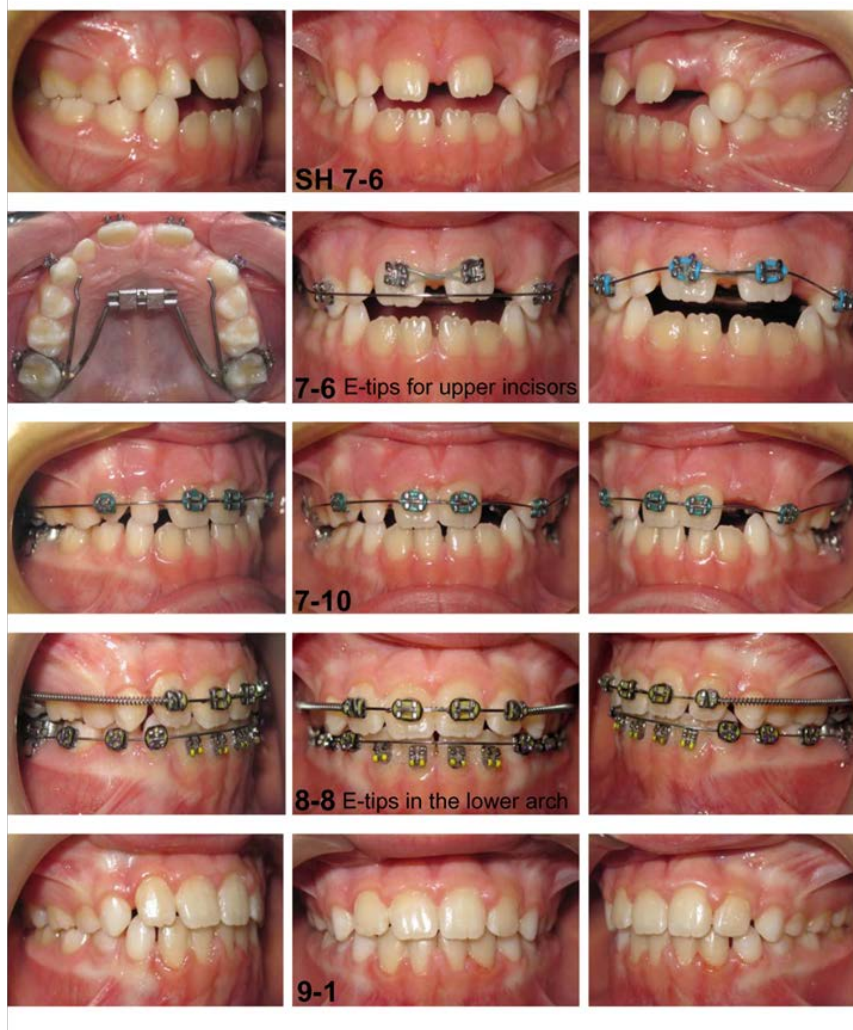 SH 7-6
7-6 E-tips for upper incisors
7-10
8-8 E-tips in the lower arch
9-1